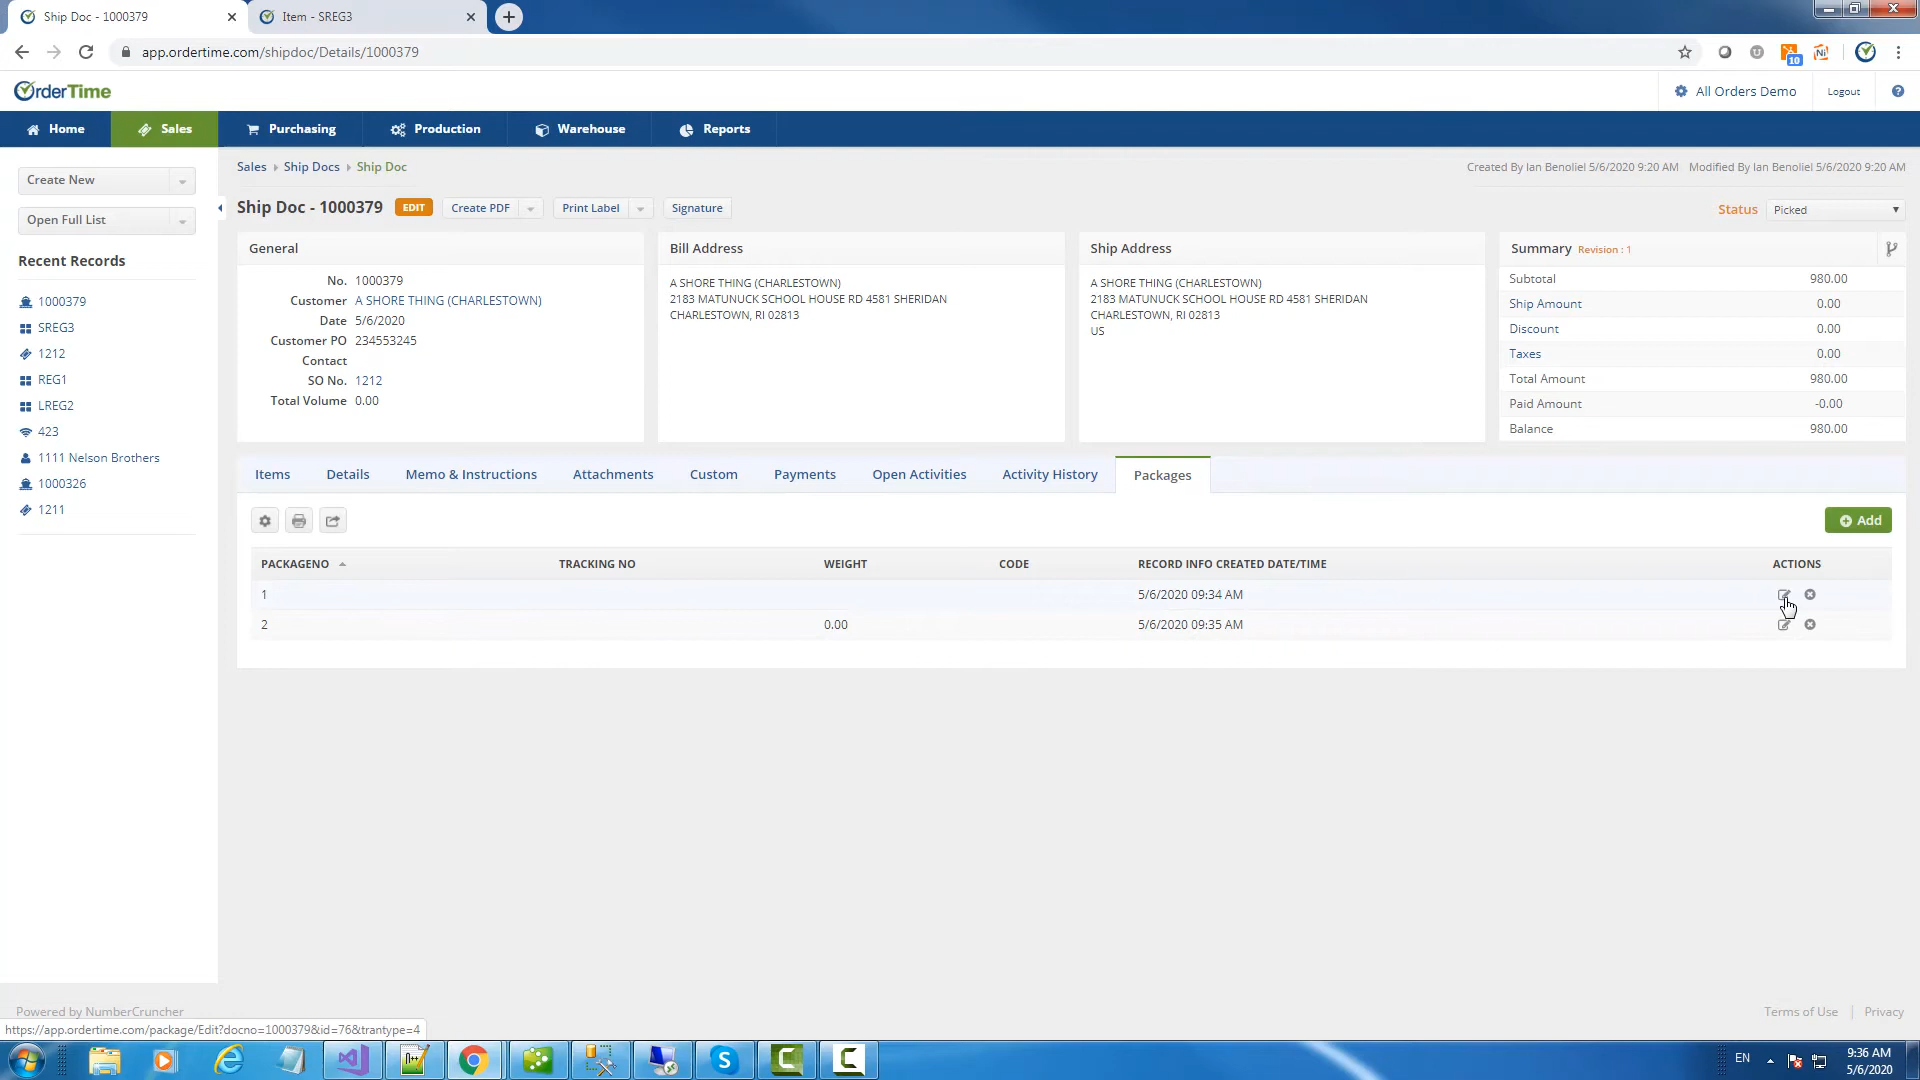 Ship Doc - 1000379
Item - SREG3
app.ordertime.com/shipdoc/Details/1000379
10
OrderTime
All Orders Demo
Logout
Home
Sales
Purchasing
Production
Warehouse
Reports
Create New
Open Full List
Recent Records
1000379
SREG3
1212
REG1
LREG2
423
1111 Nelson Brothers
1000326
1211
Sales
Ship Docs
Ship Doc
Created By Ian Benoliel 5/6/2020 9:20 AM
Modified By Ian Benoliel 5/6/2020 9:20 AM
Ship Doc - 1000379
EDIT
Create PDF
Print Label
Signature
Status
Picked
General
No. 1000379
Customer A SHORE THING (CHARLESTOWN)
Date 5/6/2020
Customer PO 234553245
Contact
SO No. 1212
Total Volume 0.00
Bill Address
A SHORE THING (CHARLESTOWN)
2183 MATUNUCK SCHOOL HOUSE RD 4581 SHERIDAN
CHARLESTOWN, RI 02813
Ship Address
A SHORE THING (CHARLESTOWN)
2183 MATUNUCK SCHOOL HOUSE RD 4581 SHERIDAN
CHARLESTOWN, RI 02813
US
Summary Revision : 1
Subtotal 980.00
Ship Amount 0.00
Discount 0.00
Taxes 0.00
Total Amount 980.00
Paid Amount -0.00
Balance 980.00
Items
Details
Memo & Instructions
Attachments
Custom
Payments
Open Activities
Activity History
Packages
Add
PACKAGENO TRACKING NO WEIGHT CODE RECORD INFO CREATED DATE/TIME ACTIONS
1 5/6/2020 09:34 AM
2 0.00 5/6/2020 09:35 AM
Powered by NumberCruncher
Terms of Use
Privacy
https://app.ordertime.com/package/Edit?docno=1000379&id=76&trantype=4
EN
9:36 AM
5/6/2020